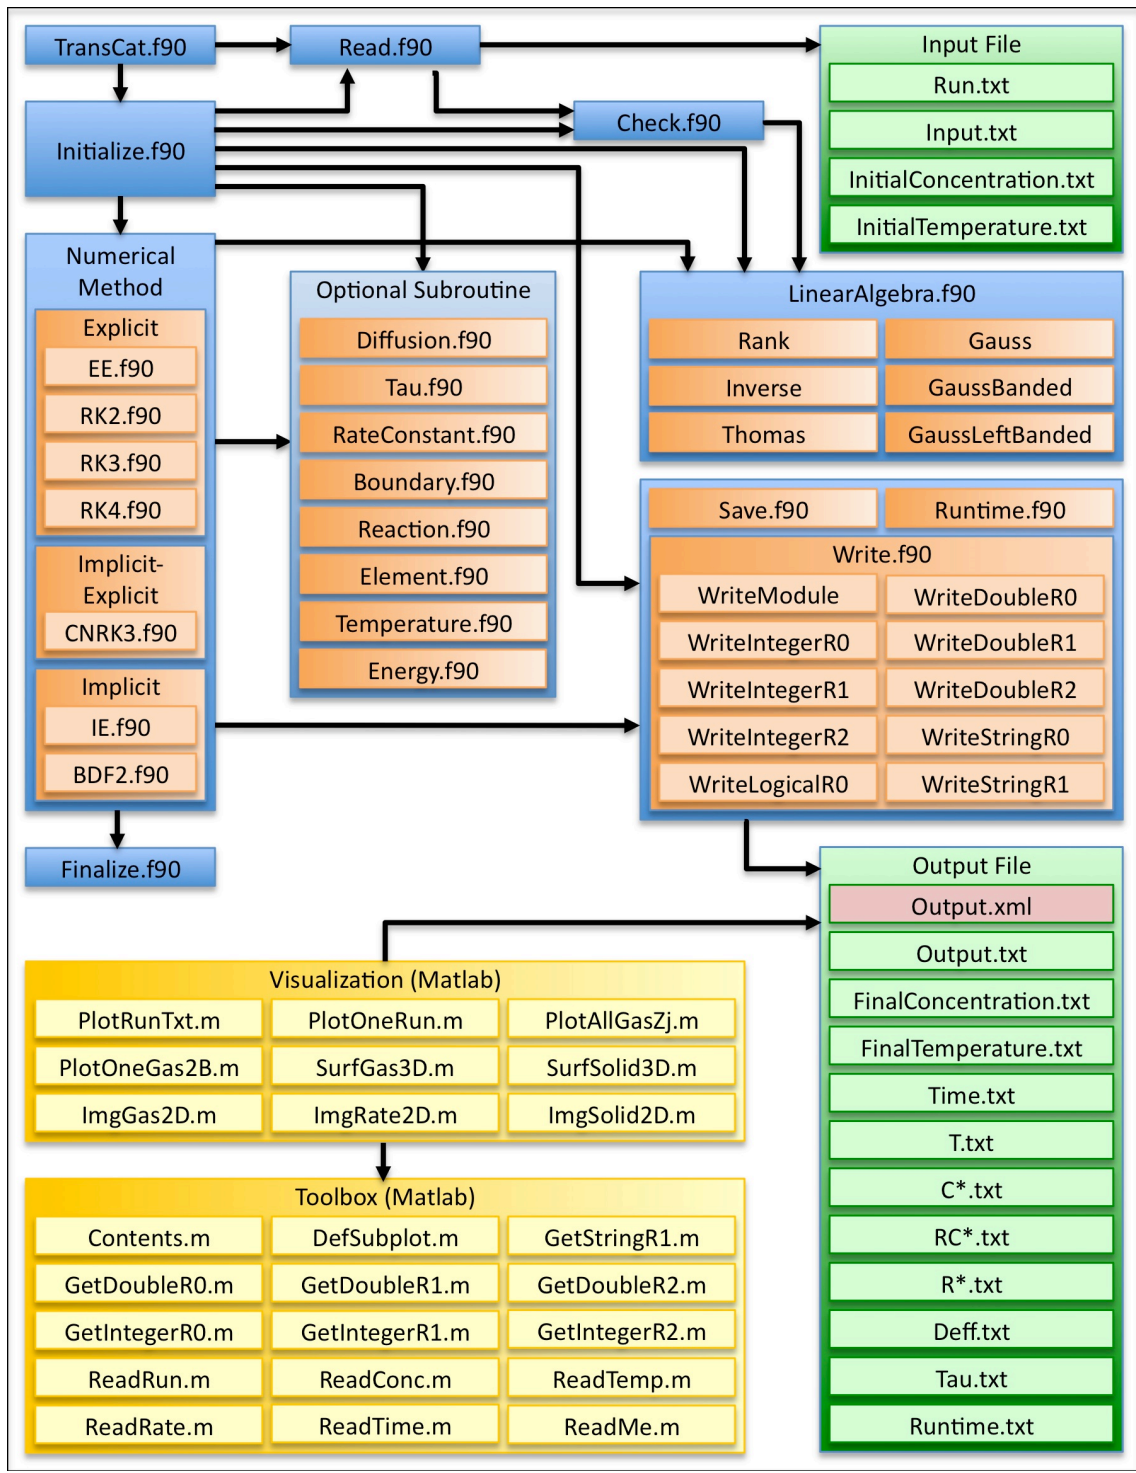 TransCat.f90
Read.f90
Initialize.f90
Check.f90
Input File
Run.txt
Input.txt
InitialConcentration.txt
InitialTemperature.txt
Numerical
Method
Explicit
EE.f90
RK2.f90
RK3.f90
RK4.f90
Implicit-
Explicit
CNRK3.f90
Implicit
IE.f90
BDF2.f90
Finalize.f90
Optional Subroutine
Diffusion.f90
Tau.f90
RateConstant.f90
Boundary.f90
Reaction.f90
Element.f90
Temperature.f90
Energy.f90
LinearAlgebra.f90
Rank
Gauss
Inverse
GaussBanded
Thomas
GaussLeftBanded
Save.f90
Runtime.f90
Write.f90
WriteModule
WriteDoubleR0
WriteIntegerR0
WriteDoubleR1
WriteIntegerR1
WriteDoubleR2
WriteIntegerR2
WriteStringR0
WriteLogicalR0
WriteStringR1
Output File
Output.xml
Output.txt
FinalConcentration.txt
FinalTemperature.txt
Time.txt
T.txt
C*.txt
RC*.txt
R*.txt
Deff.txt
Tau.txt
Runtime.txt
Visualization (Matlab)
PlotRunTxt.m
PlotOneRun.m
PlotAllGasZj.m
PlotOneGas2B.m
SurfGas3D.m
SurfSolid3D.m
ImgGas2D.m
ImgRate2D.m
ImgSolid2D.m
Toolbox (Matlab)
Contents.m
DefSubplot.m
GetStringR1.m
GetDoubleR0.m
GetDoubleR1.m
GetDoubleR2.m
GetIntegerR0.m
GetIntegerR1.m
GetIntegerR2.m
ReadRun.m
ReadConc.m
ReadTemp.m
ReadRate.m
ReadTime.m
ReadMe.m